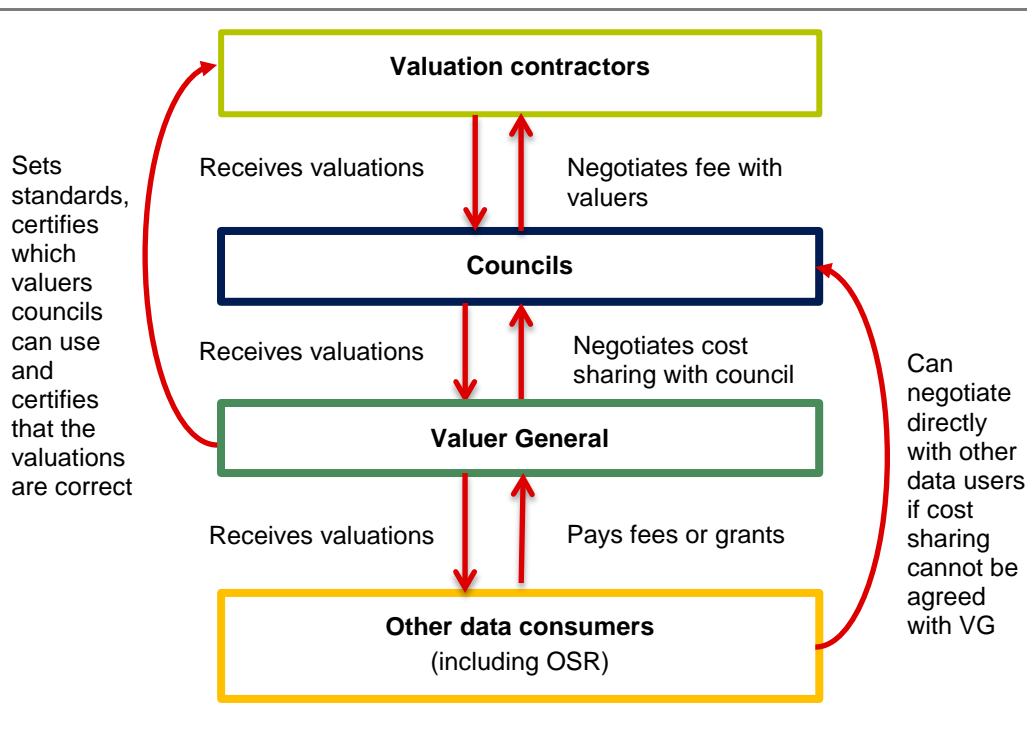 Valuation contractors
Sets
standards,
certifies
which
valuers
councils
can use
and
certifies
that the
valuations
are correct
Receives valuations
Negotiates fee with
valuers
Councils
Receives valuations
Negotiates cost
sharing with council
Can
negotiate
directly
with other
data users
if cost
sharing
cannot be
agreed
with VG
Valuer General
Receives valuations
Pays fees or grants
Other data consumers
(including OSR)